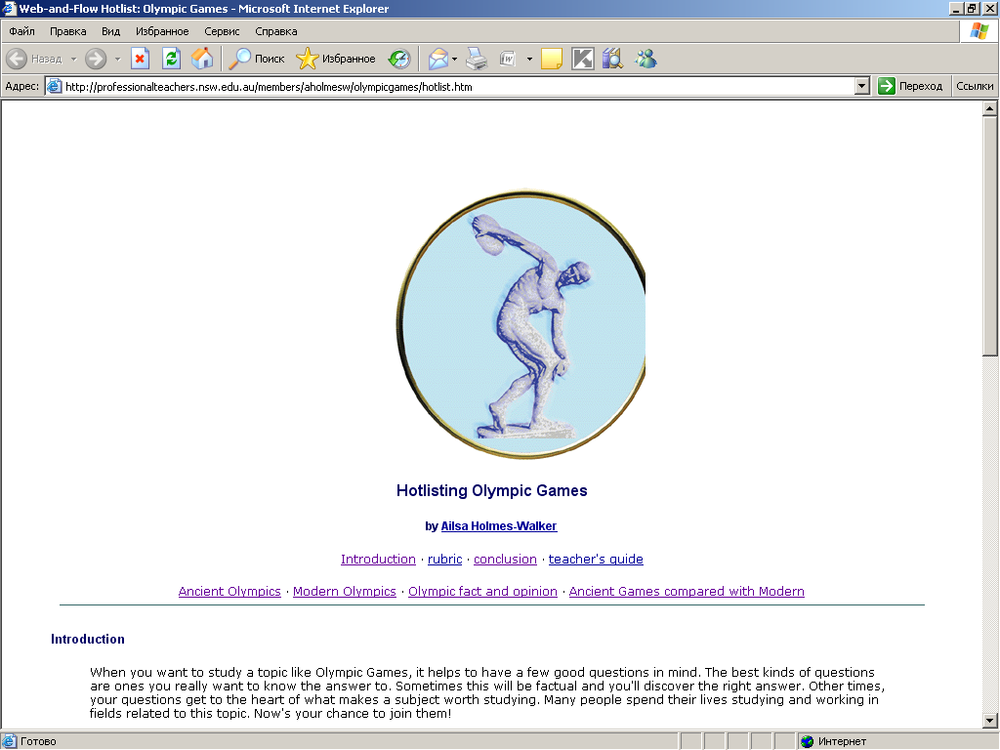 Web-and-Flow Hotlist: Olympic Games - Microsoft Internet Explorer
Файл Правка Вид Избранное Сервис Справка
Назад Поиск Избранное
Адрес: http://professionalteachers.nsw.edu.au/members/aholmesw/olympicgames/hotlist.htm Переход Ссылки
Hotlisting Olympic Games
by Ailsa Holmes-Walker
Introduction · rubric · conclusion · teacher's guide
Ancient Olympics · Modern Olympics · Olympic fact and opinion · Ancient Games compared with Modern
Introduction
When you want to study a topic like Olympic Games, it helps to have a few good questions in mind. The best kinds of questions
are ones you really want to know the answer to. Sometimes this will be factual and you'll discover the right answer. Other times,
your questions get to the heart of what makes a subject worth studying. Many people spend their lives studying and working in
fields related to this topic. Now's your chance to join them!
Готово Интернет